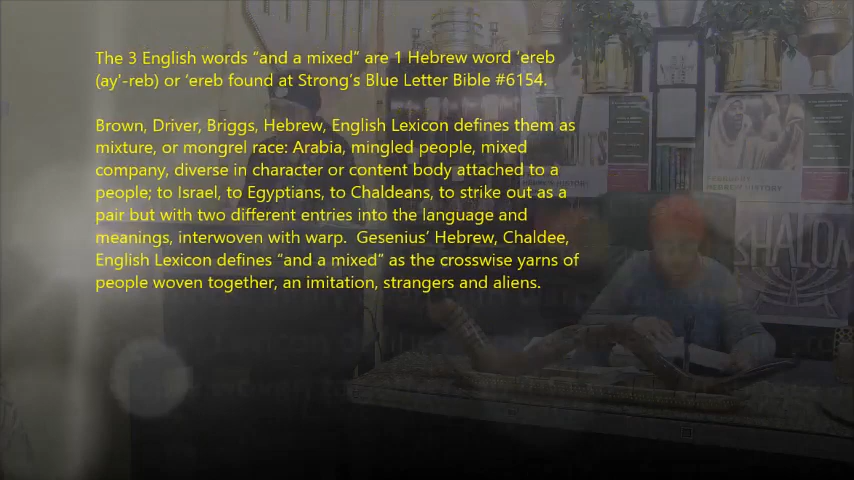 The 3 English words “and a mixed” are 1 Hebrew word ‘ereb
(ay'-reb) or ‘ereb found at Strong’s Blue Letter Bible #6154.
Brown, Driver, Briggs, Hebrew, English Lexicon defines them as
mixture, or mongrel race: Arabia, mingled people, mixed
company, diverse in character or content body attached to a
people; to Israel, to Egyptians, to Chaldeans, to strike out as a
pair but with two different entries into the language and
meanings, interwoven with warp.  Gesenius’ Hebrew, Chaldee,
English Lexicon defines “and a mixed” as the crosswise yarns of
people woven together, an imitation, strangers and aliens.
HEBREW HISTORY
HEBREW HISTORY
SHALOM